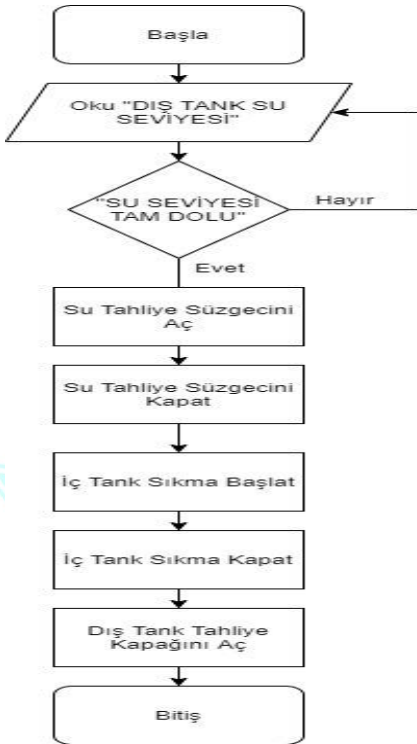 Başla
Oku "DIŞ TANK SU
SEVİYESİ"
"SU SEVİYESİ
TAM DOLU"
Hayır
Evet
Su Tahliye Süzgecini
Aç
Su Tahliye Süzgecini
Kapat
İç Tank Sıkma Başlat
İç Tank Sıkma Kapat
Dış Tank Tahliye
Kapağını Aç
Bitiş